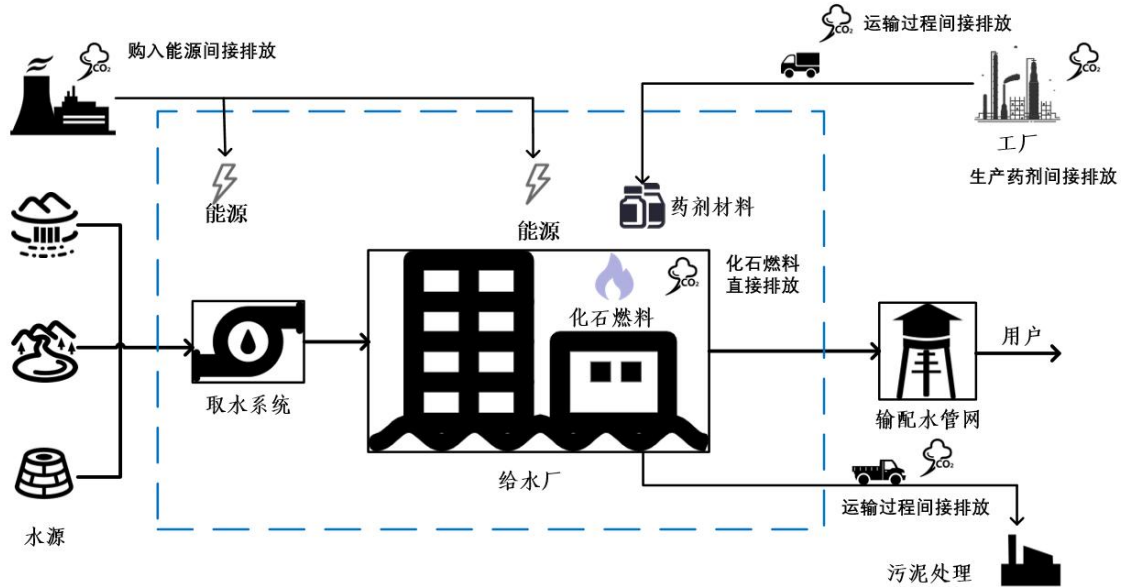 购入能源间接排放
CO₂
CO₂
运输过程间接排放
CO₂
工厂
生产药剂间接排放
能源
能源
药剂材料
化石燃料
CO₂
化石燃料
直接排放
取水系统
给水厂
输配水管网
用户
CO₂
运输过程间接排放
水源
污泥处理